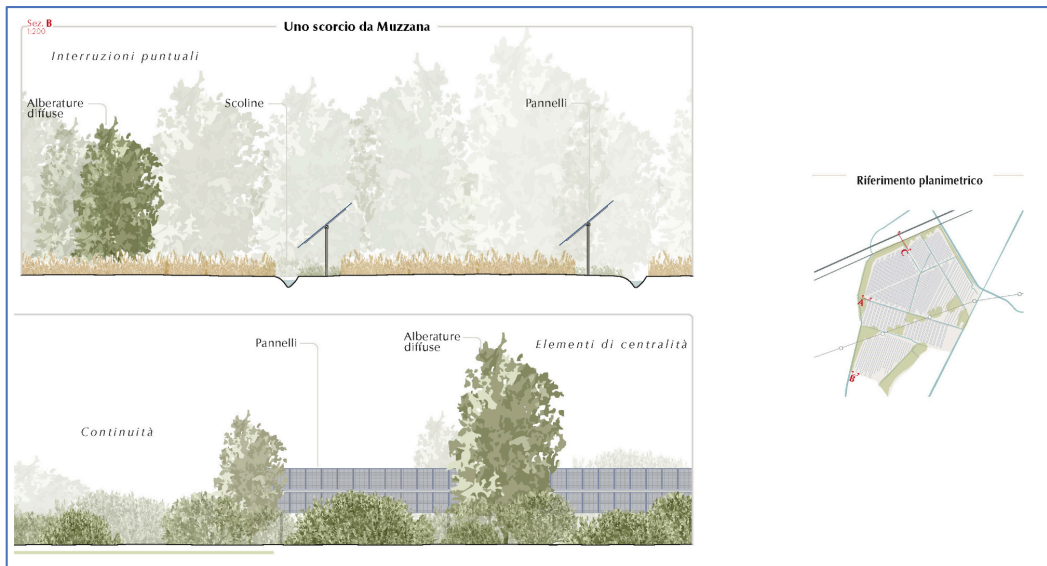 Sez. B
1:200
Uno scorcio da Muzzana
Interruzioni puntuali
Alberature
diffuse
Scoline
Pannelli
Riferimento planimetrico
C
A
B
Pannelli
Alberature
diffuse
Elementi di centralità
Continuità